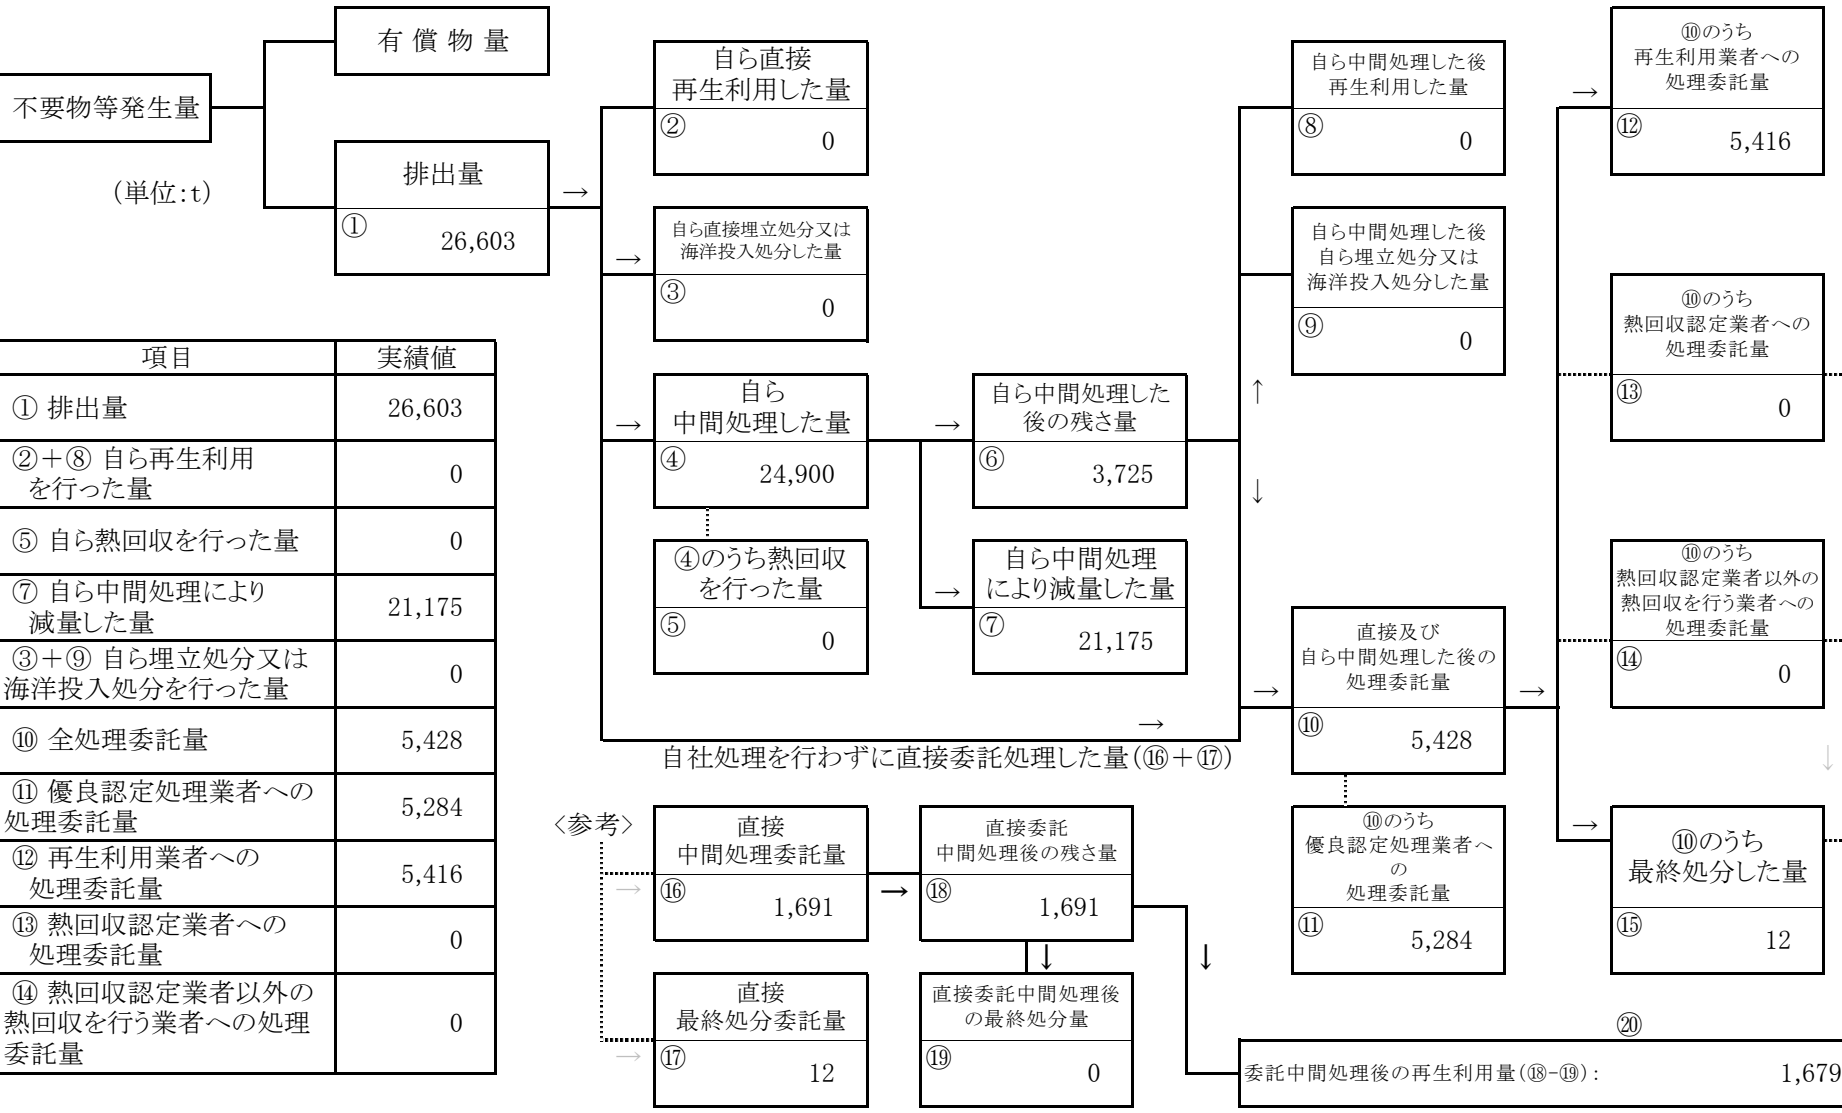 有償物量
不要物等発生量
(単位:t)
排出量
①
26,603
→
自ら直接
再生利用した量
②
0
→
自ら直接埋立処分又は
海洋投入処分した量
③
0
→
自ら
中間処理した量
④
24,900
④のうち熱回収
を行った量
⑤
0
→
自ら中間処理した
後の残さ量
⑥
3,725
→
自ら中間処理
により減量した量
⑦
21,175
↑
↓
自ら中間処理した後
再生利用した量
⑧
0
自ら中間処理した後
自ら埋立処分又は
海洋投入処分した量
⑨
0
→
自社処理を行わずに直接委託処理した量(⑯+⑰)
→
直接及び
自ら中間処理した後の
処理委託量
⑩
5,428
⑩のうち
優良認定処理業者へ
の
処理委託量
⑪
5,284
→
→
⑩のうち
再生利用業者への
処理委託量
⑫
5,416
⑩のうち
熱回収認定業者への
処理委託量
⑬
0
⑩のうち
熱回収認定業者以外の
熱回収を行う業者への
処理委託量
⑭
0
↓
→
⑩のうち
最終処分した量
⑮
12
項目 実績値
① 排出量 26,603
②+⑧ 自ら再生利用
を行った量 0
⑤ 自ら熱回収を行った量 0
⑦ 自ら中間処理により
減量した量 21,175
③+⑨ 自ら埋立処分又は
海洋投入処分を行った量 0
⑩ 全処理委託量 5,428
⑪ 優良認定処理業者への
処理委託量 5,284
⑫ 再生利用業者への
処理委託量 5,416
⑬ 熱回収認定業者への
処理委託量 0
⑭ 熱回収認定業者以外の
熱回収を行う業者への処理
委託量 0
<参考>
→
直接
中間処理委託量
⑯
1,691
→
直接
最終処分委託量
⑰
12
→
直接委託
中間処理後の残さ量
⑱
1,691
↓
直接委託中間処理後
の最終処分量
⑲
0
↓
⑳
委託中間処理後の再生利用量(⑱-⑲): 1,679